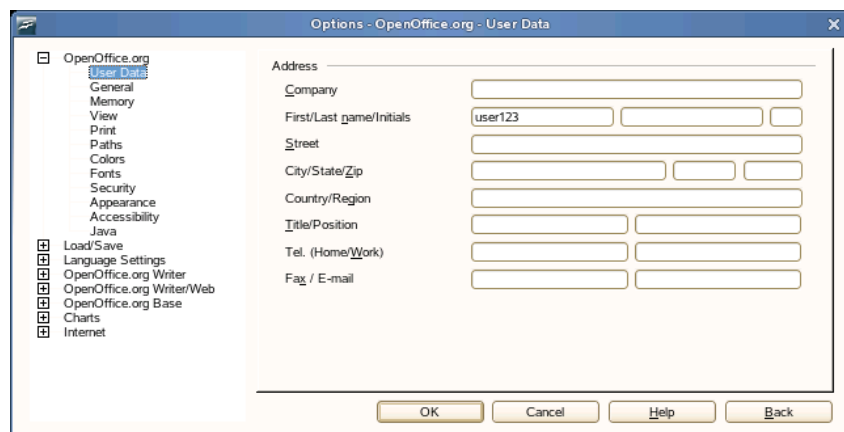 Options - OpenOffice.org - User Data
OpenOffice.org
User Data
General
Memory
View
Print
Paths
Colors
Fonts
Security
Appearance
Accessibility
Java
Load/Save
Language Settings
OpenOffice.org Writer
OpenOffice.org Writer/Web
OpenOffice.org Base
Charts
Internet
Address
Company
First/Last name/Initials user123
Street
City/State/Zip
Country/Region
Title/Position
Tel. (Home/Work)
Fax / E-mail
OK Cancel Help Back